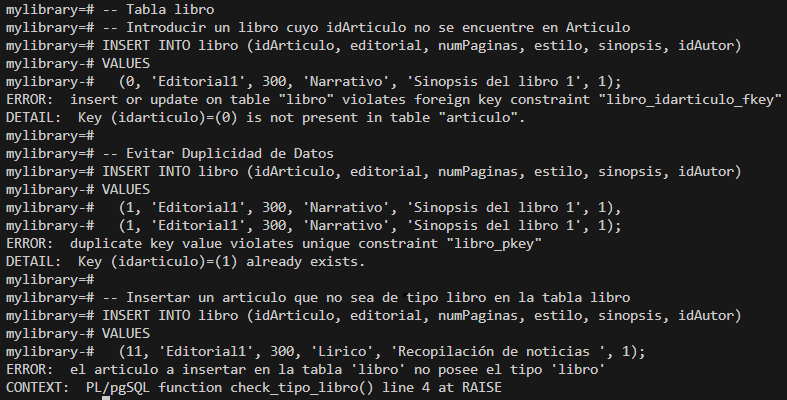 mylibrary=# -- Tabla libro
mylibrary=# -- Introducir un libro cuyo idArticulo no se encuentre en Articulo
mylibrary=# INSERT INTO libro (idArticulo, editorial, numPaginas, estilo, sinopsis, idAutor)
mylibrary-# VALUES
mylibrary-#   (0, 'Editorial1', 300, 'Narrativo', 'Sinopsis del libro 1', 1);
ERROR:  insert or update on table "libro" violates foreign key constraint "libro_idarticulo_fkey"
DETAIL:  Key (idarticulo)=(0) is not present in table "articulo".
mylibrary=#
mylibrary=# -- Evitar Duplicidad de Datos
mylibrary=# INSERT INTO libro (idArticulo, editorial, numPaginas, estilo, sinopsis, idAutor)
mylibrary-# VALUES
mylibrary-#   (1, 'Editorial1', 300, 'Narrativo', 'Sinopsis del libro 1', 1),
mylibrary-#   (1, 'Editorial1', 300, 'Narrativo', 'Sinopsis del libro 1', 1);
ERROR:  duplicate key value violates unique constraint "libro_pkey"
DETAIL:  Key (idarticulo)=(1) already exists.
mylibrary=#
mylibrary=# -- Insertar un articulo que no sea de tipo libro en la tabla libro
mylibrary=# INSERT INTO libro (idArticulo, editorial, numPaginas, estilo, sinopsis, idAutor)
mylibrary-# VALUES
mylibrary-#   (11, 'Editorial1', 300, 'Lirico', 'Recopilación de noticias ', 1);
ERROR:  el articulo a insertar en la tabla 'libro' no posee el tipo 'libro'
CONTEXT:  PL/pgSQL function check_tipo_libro() line 4 at RAISE